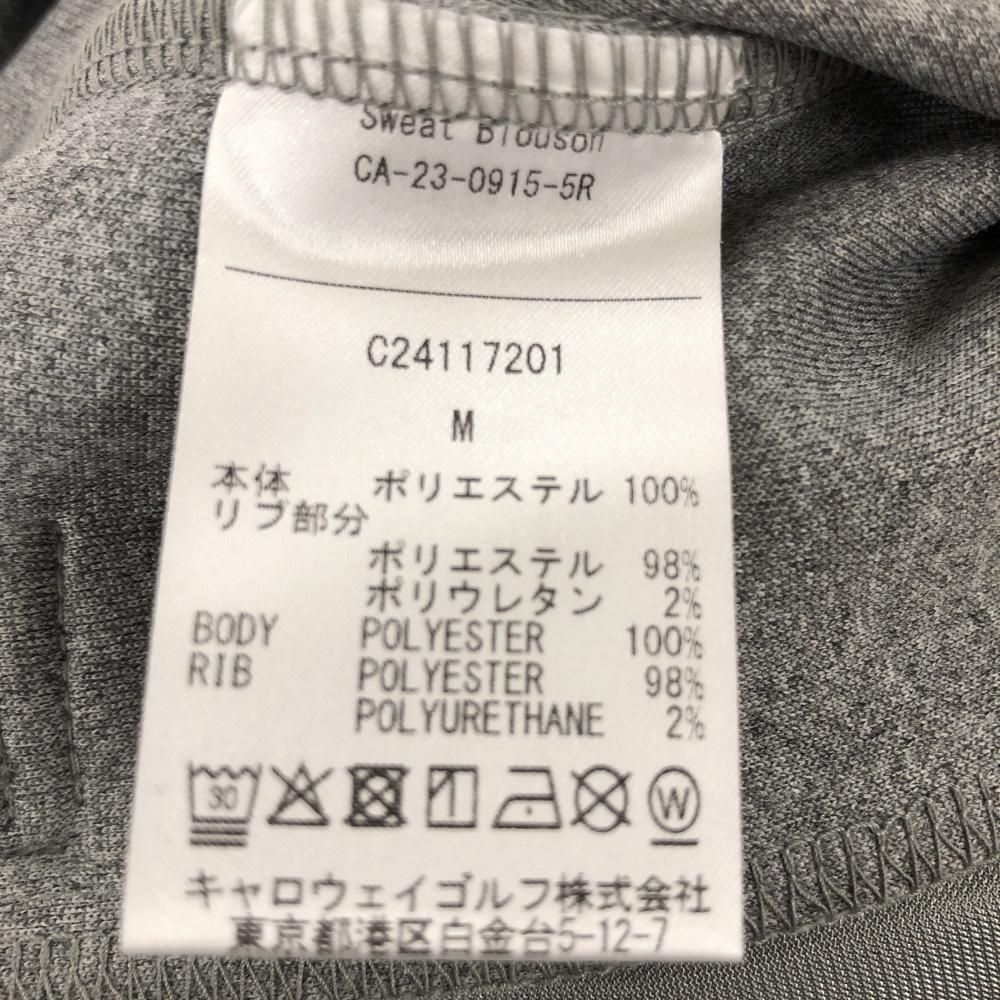 Sweat Blouson
CA-23-0915-5R
C24117201
M
本体 ポリエステル 100%
リブ部分
ポリエステル 98%
ポリウレタン 2%
BODY POLYESTER 100%
RIB POLYESTER 98%
POLYURETHANE 2%
30 W
キャロウェイゴルフ株式会社
東京都港区白金台5-12-7